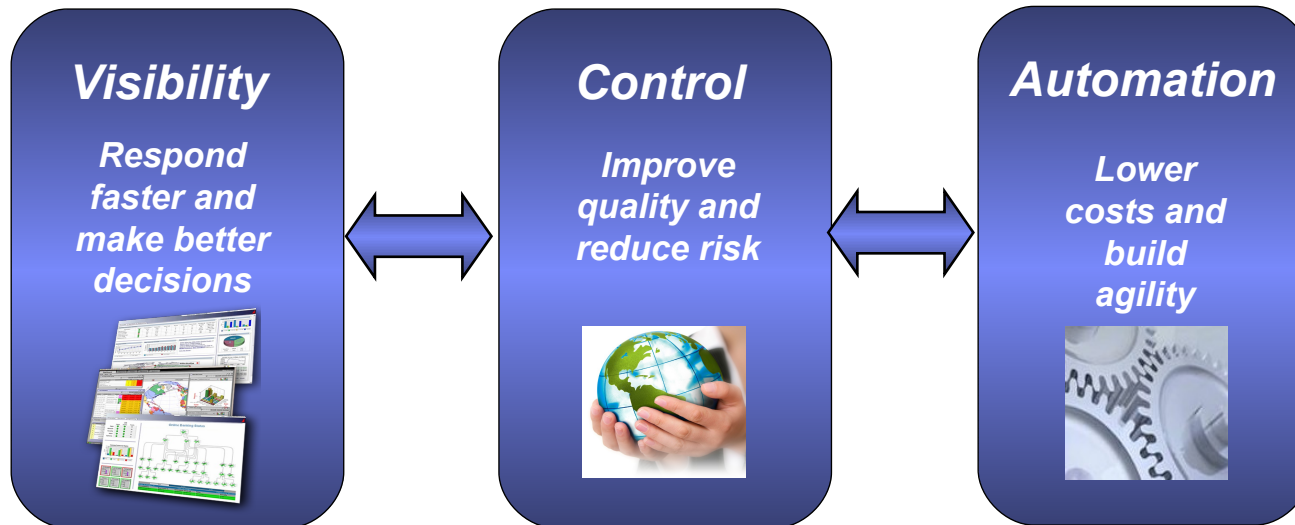 Visibility
Respond
faster and
make better
decisions
Control
Improve
quality and
reduce risk
Automation
Lower
costs and
build
agility